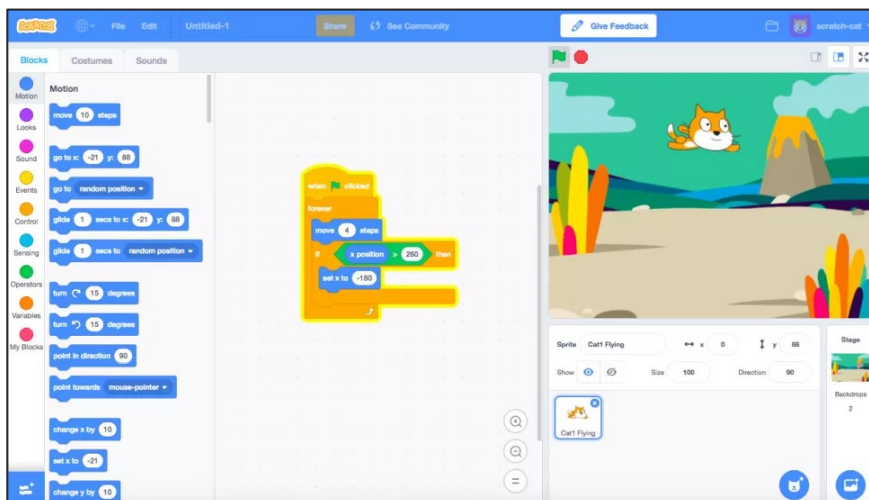 SCRATCH File Edit Untitled-1 Share See Community Give Feedback scratch-cat
Blocks Costumes Sounds
Motion
Looks
Sound
Events
Control
Sensing
Operators
Variables
My Blocks
Motion
move 10 steps
go to x: -21 y: 88
go to random position
glide 1 secs to x: -21 y: 88
glide 1 secs to random position
turn 15 degrees
turn 15 degrees
point in direction 90
point towards mouse-pointer
change x by 10
set x to -21
change y by 10
when clicked
forever
move 4 steps
if x position > 260 then
set x to -180
Sprite Cat1 Flying x 0 y 88
Show Size 100 Direction 90
Cat1 Flying
Stage
Backdrops
2